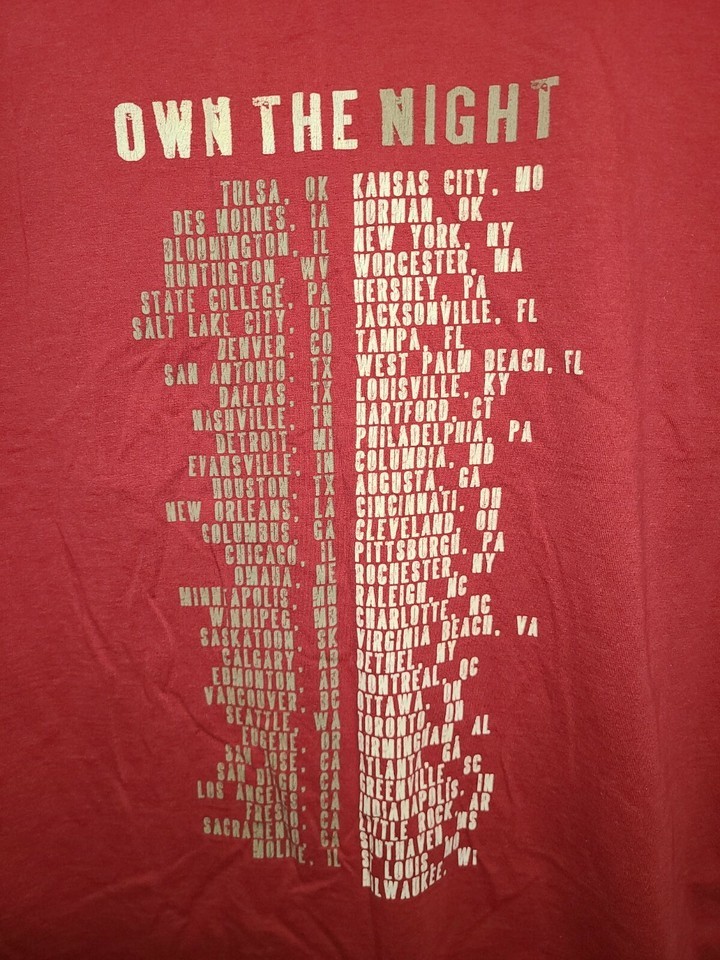 OWN THE NIGHT
TULSA, OK
DES MOINES, IA
BLOOMINGTON, IL
HUNTINGTON, WV
STATE COLLEGE, PA
SALT LAKE CITY, UT
DENVER, CO
SAN ANTONIO, TX
DALLAS, TX
NASHVILLE, TN
DETROIT, MI
EVANSVILLE, IN
HOUSTON, TX
NEW ORLEANS, LA
COLUMBUS, GA
CHICAGO, IL
OMAHA, NE
MINNEAPOLIS, MN
WINNIPEG, MB
SASKATOON, SK
CALGARY, AB
EDMONTON, AB
VANCOUVER, BC
SEATTLE, WA
EUGENE, OR
SAN JOSE, CA
SAN DIEGO, CA
LOS ANGELES, CA
FRESNO, CA
SACRAMENTO, CA
MOLINE, IL
KANSAS CITY, MO
NORMAN, OK
NEW YORK, NY
WORCESTER, MA
HERSHEY, PA
JACKSONVILLE, FL
TAMPA, FL
WEST PALM BEACH, FL
LOUISVILLE, KY
HARTFORD, CT
PHILADELPHIA, PA
COLUMBIA, MD
AUGUSTA, GA
CINCINNATI, OH
CLEVELAND, OH
PITTSBURGH, PA
ROCHESTER, NY
RALEIGH, NC
CHARLOTTE, NC
VIRGINIA BEACH, VA
BETHEL, NY
MONTREAL, QC
OTTAWA, ON
TORONTO, ON
BIRMINGHAM, AL
ATLANTA, GA
GREENVILLE, SC
INDIANAPOLIS, IN
LITTLE ROCK, AR
SOUTHAVEN, MS
ST LOUIS, MO
MILWAUKEE, WI